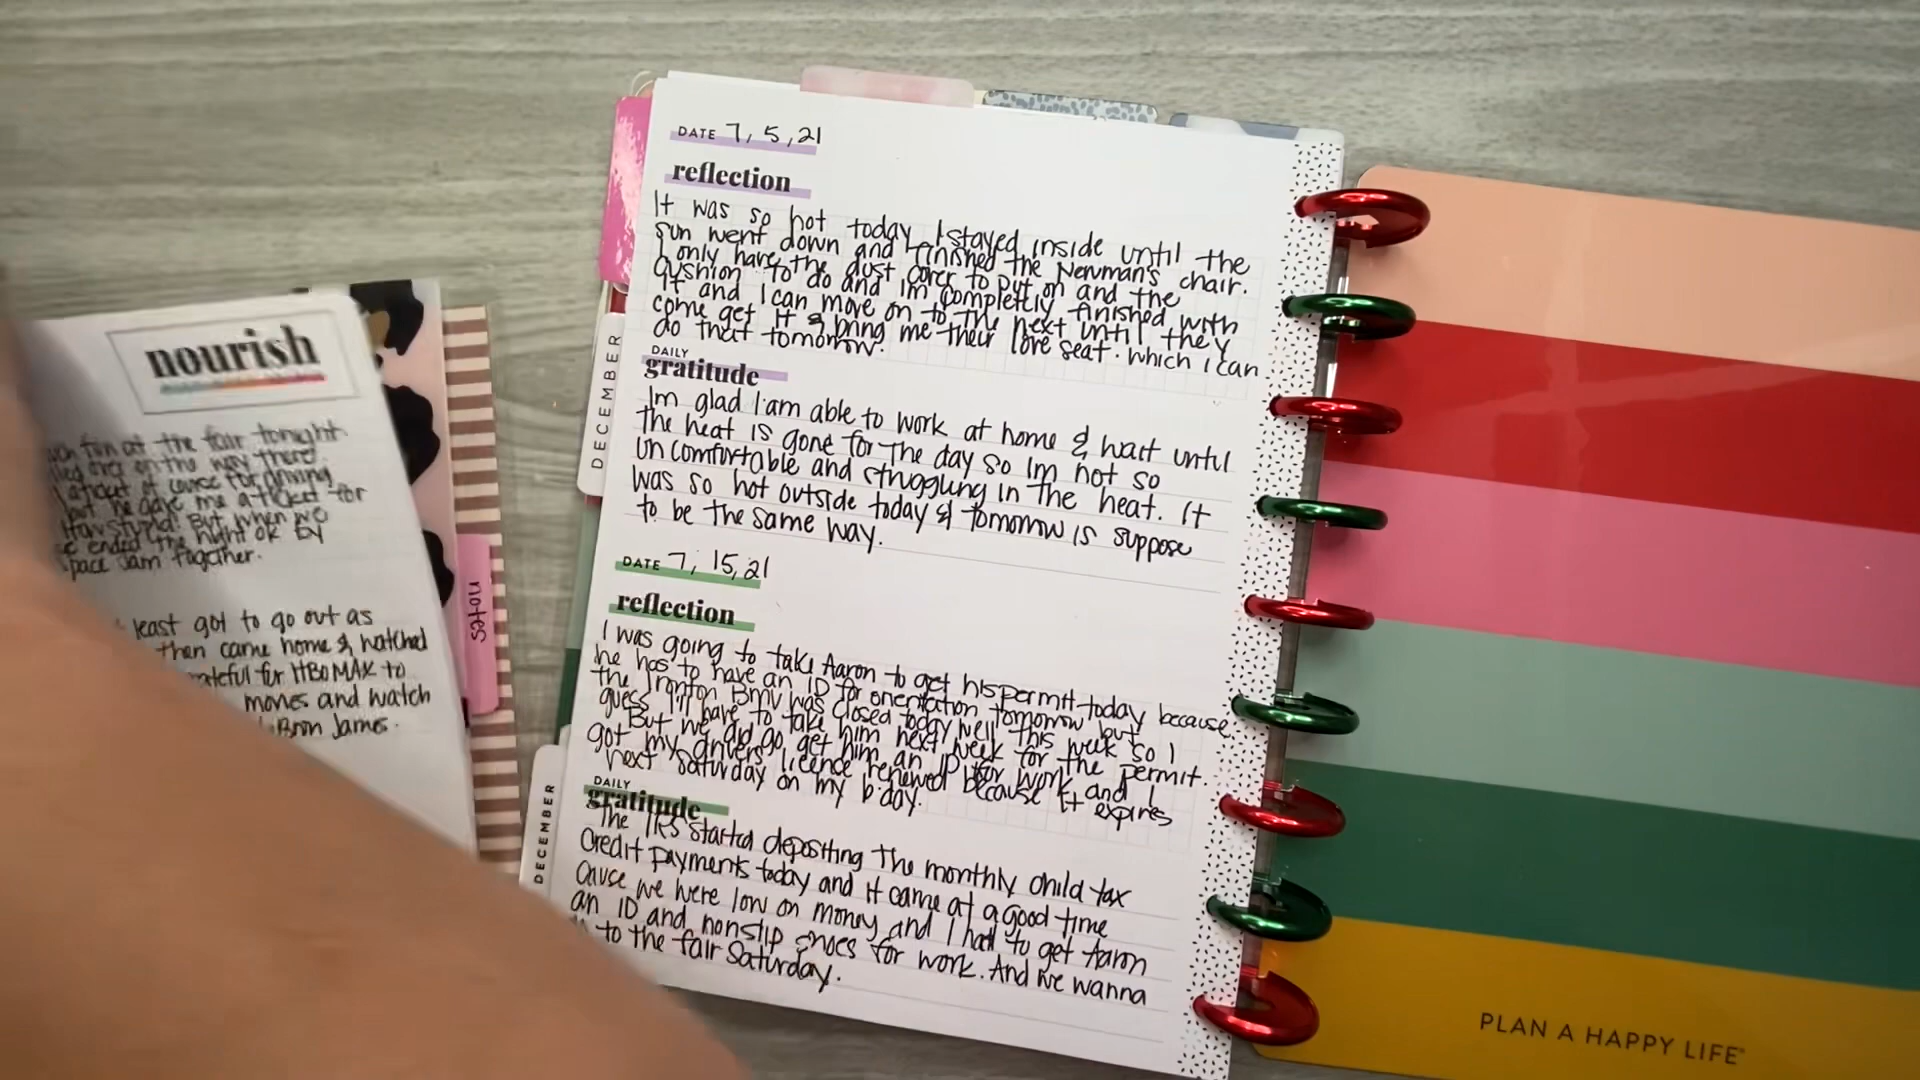 nourish
fun at the fair tonight
on the way there
for driving
but he gave me a ticket for
stupid! But when we
ended the night ok by
Jam together.
least got to go out as
then came home & watched
grateful for HBO MAX to
movies and watch
LeBron James.
notes
DECEMBER
DECEMBER
DATE 7, 5, 21
reflection
It was so hot today I stayed inside until the
sun went down and I finished the Newman's chair.
I only have the dust cover to put on and the
cushion to do and I'm completely finished with
it and I can move on to the next until they
come get it & bring me their love seat. which I can
do that tomorrow.
DAILY
gratitude
Im glad I am able to work at home & wait until
the heat is gone for the day so Im not so
uncomfortable and struggling in the heat. It
was so hot outside today & tomorrow is suppose
to be the same way.
DATE 7, 15, 21
reflection
I was going to take Aaron to get his permit today because
he has to have an ID for orientation tomorrow but
the Ironton BMV was closed today well this week so I
guess I'll have to take him next week for the permit.
But we did go get him an ID for work and I
got my drivers licence renewed because it expires
next Saturday on my b-day.
DAILY
gratitude
The IRS started depositing the monthly child tax
credit payments today and it came at a good time
cause we were low on money and I had to get Aaron
an ID and nonslip shoes for work. And we wanna
to the fair Saturday.
PLAN A HAPPY LIFE